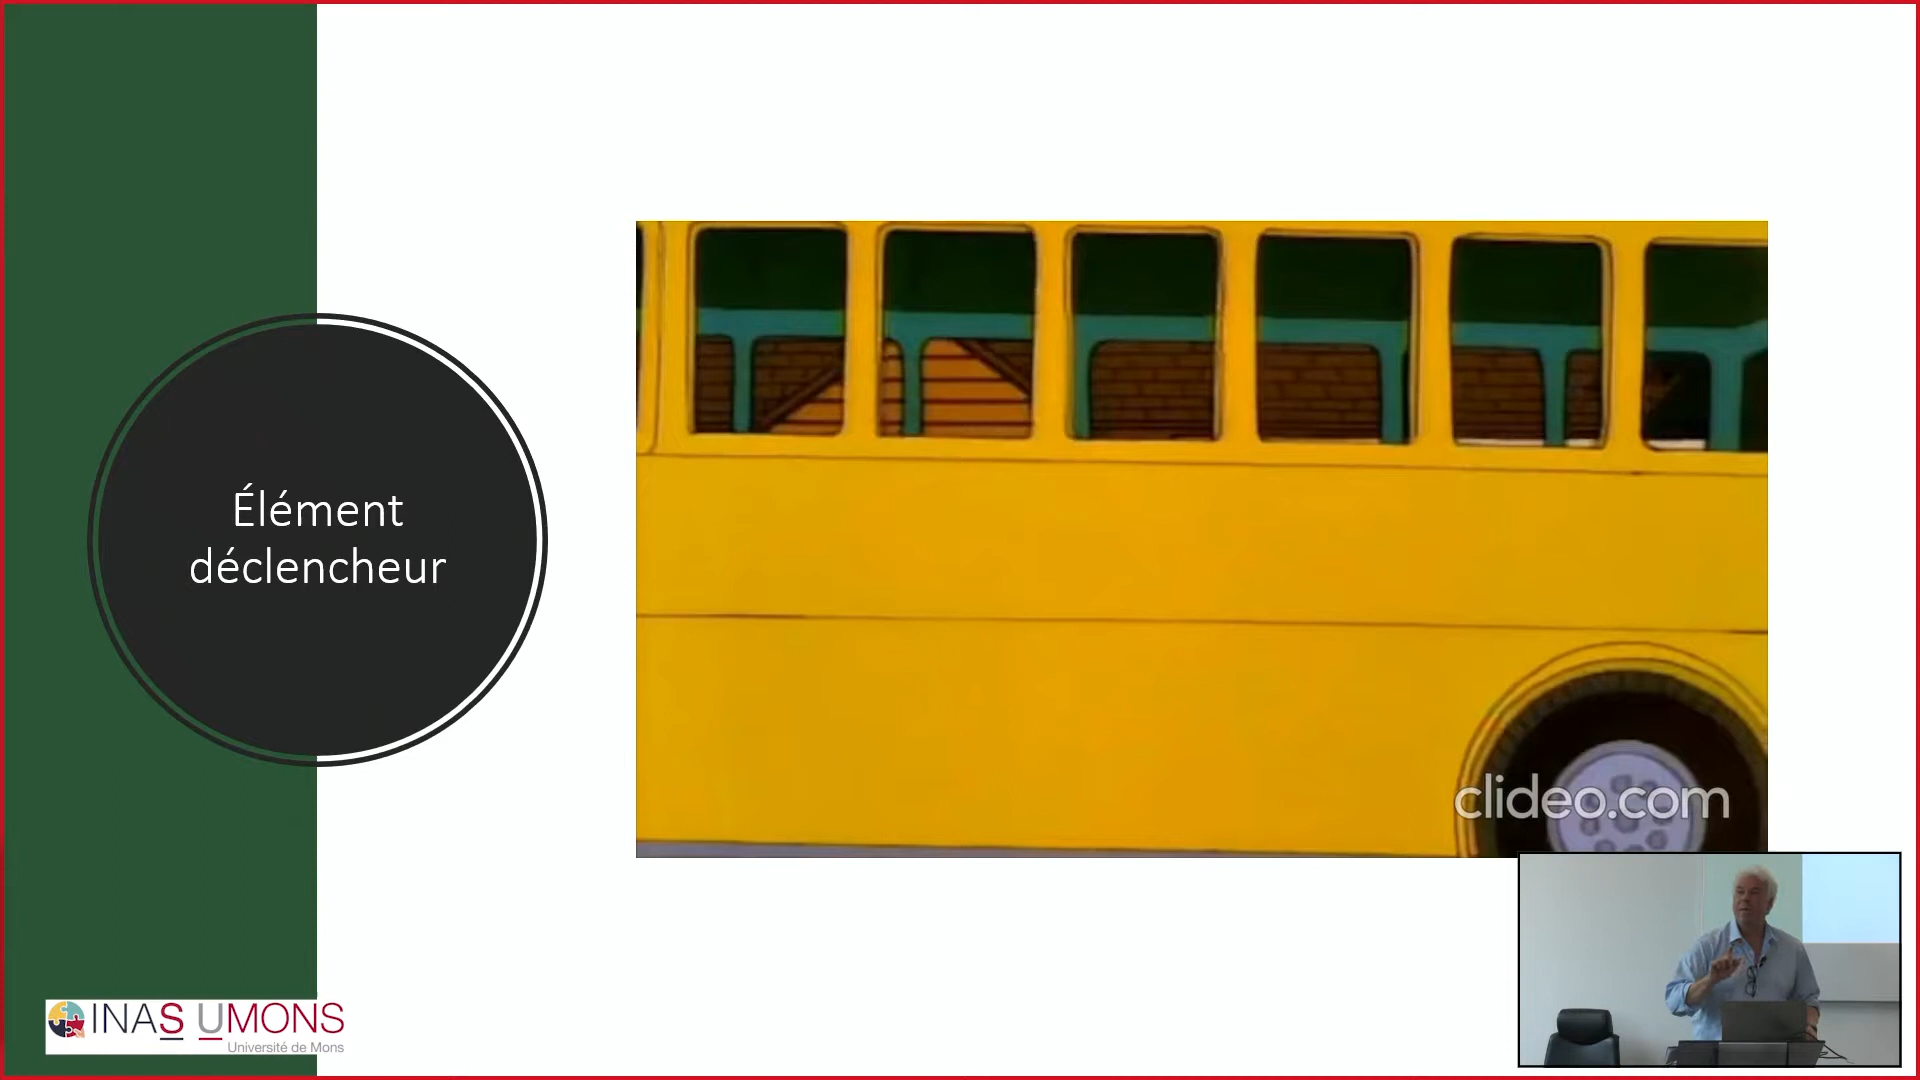 Élément
déclencheur
clideo.com
INAS UMONS
Université de Mons